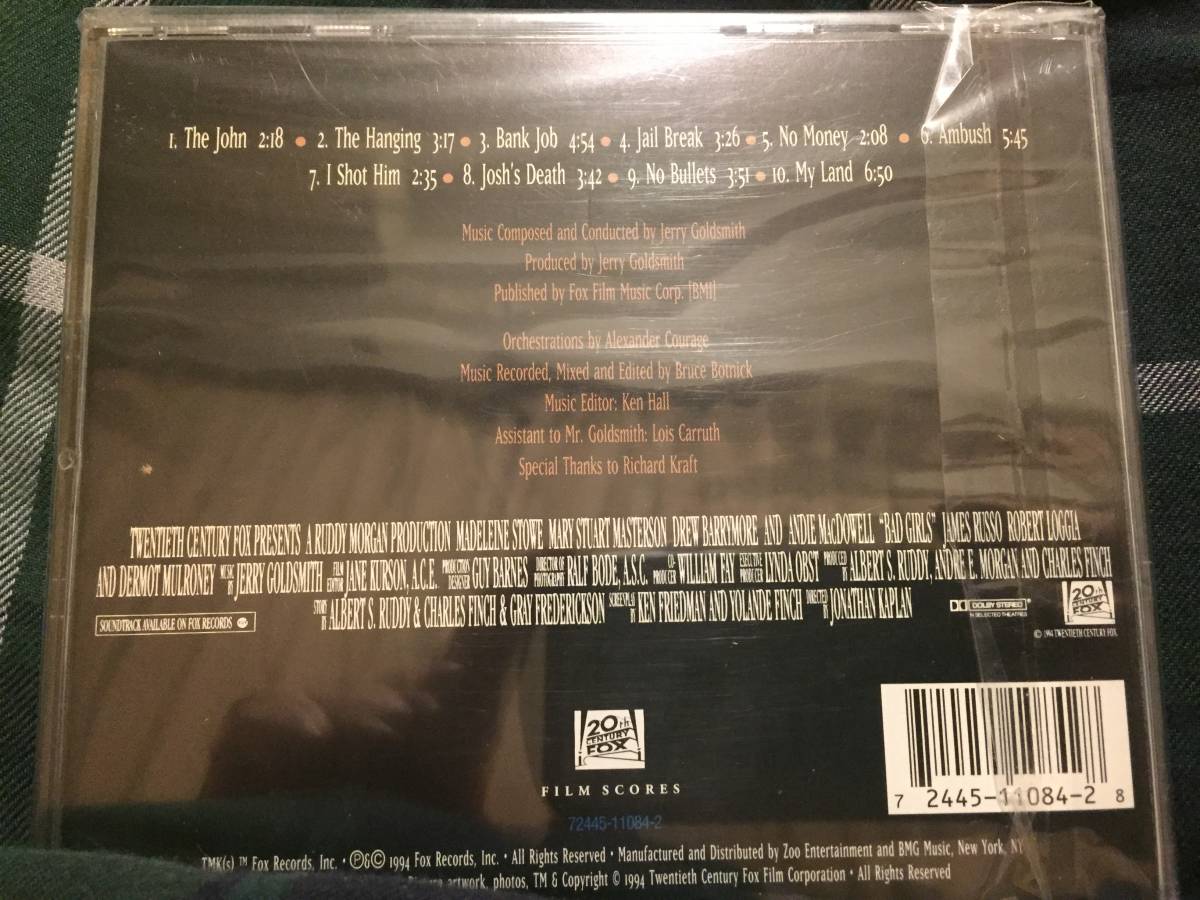 1. The John 2:18 • 2. The Hanging 3:17 • 3. Bank Job 4:54 • 4. Jail Break 3:26 • 5. No Money 2:08 • 6. Ambush 5:45
7. I Shot Him 2:35 • 8. Josh's Death 3:42 • 9. No Bullets 3:51 • 10. My Land 6:50
Music Composed and Conducted by Jerry Goldsmith
Produced by Jerry Goldsmith
Published by Fox Film Music Corp. [BMI]
Orchestrations by Alexander Courage
Music Recorded, Mixed and Edited by Bruce Botnick
Music Editor: Ken Hall
Assistant to Mr. Goldsmith: Lois Carruth
Special Thanks to Richard Kraft
TWENTIETH CENTURY FOX PRESENTS A RUDDY MORGAN PRODUCTION MADELEINE STOWE MARY STUART MASTERSON DREW BARRYMORE AND ANDIE MACDOWELL "BAD GIRLS" JAMES RUSSO ROBERT LOGGIA
AND DERMOT MULRONEY MUSIC BY JERRY GOLDSMITH FILM EDITOR JANE KURSON, A.C.E. PRODUCTION DESIGNER GUY BARNES DIRECTOR OF PHOTOGRAPHY RALF BODE, A.S.C. CO-PRODUCER WILLIAM FAY EXECUTIVE PRODUCER LYNDA OBST PRODUCED BY ALBERT S. RUDDY, ANDRE E. MORGAN AND CHARLES FINCH
STORY BY ALBERT S. RUDDY & CHARLES FINCH & GRAY FREDERICKSON SCREENPLAY BY KEN FRIEDMAN AND YOLANDE FINCH DIRECTED BY JONATHAN KAPLAN
SOUNDTRACK AVAILABLE ON FOX RECORDS
DOLBY STEREO
IN SELECTED THEATRES
20TH CENTURY FOX
© 1994 TWENTIETH CENTURY FOX
20th
CENTURY
FOX
FILM SCORES
7 2445-11084-2 8
72445-11084-2
TMK(s) ™ Fox Records, Inc. • ℗&© 1994 Fox Records, Inc. • All Rights Reserved • Manufactured and Distributed by Zoo Entertainment and BMG Music, New York, NY
artwork, photos, TM & Copyright © 1994 Twentieth Century Fox Film Corporation • All Rights Reserved